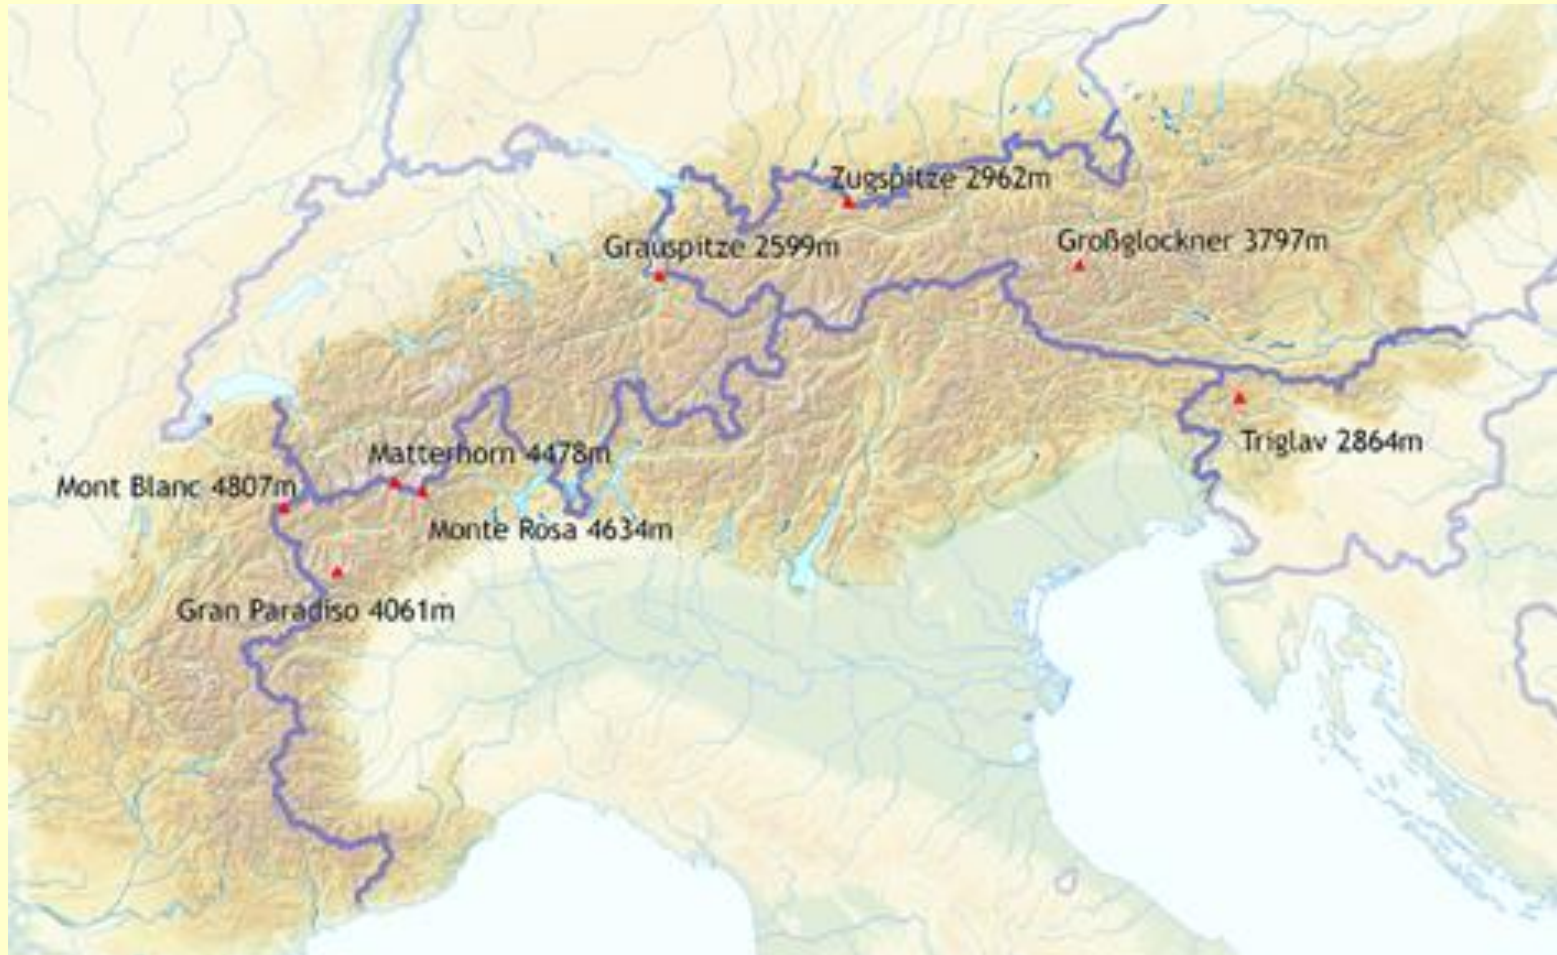 Zugspitze 2962m
Grauspitze 2599m
Großglockner 3797m
Triglav 2864m
Matterhorn 4478m
Mont Blanc 4807m
Monte Rosa 4634m
Gran Paradiso 4061m